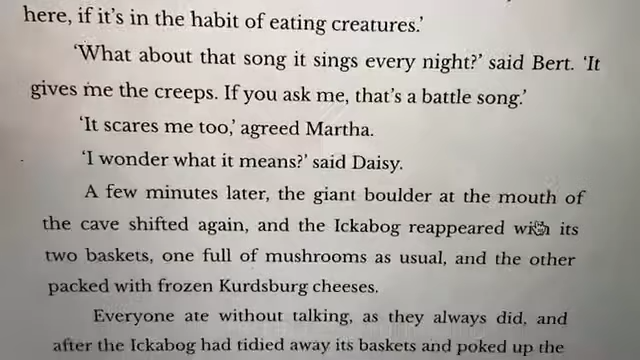 here, if it's in the habit of eating creatures.'
‘What about that song it sings every night?’ said Bert. ‘It
gives me the creeps. If you ask me, that's a battle song.’
‘It scares me too,’ agreed Martha.
‘I wonder what it means?’ said Daisy.
A few minutes later, the giant boulder at the mouth of
the cave shifted again, and the Ickabog reappeared with its
two baskets, one full of mushrooms as usual, and the other
packed with frozen Kurdsburg cheeses.
Everyone ate without talking, as they always did, and
after the Ickabog had tidied away its baskets and poked up the